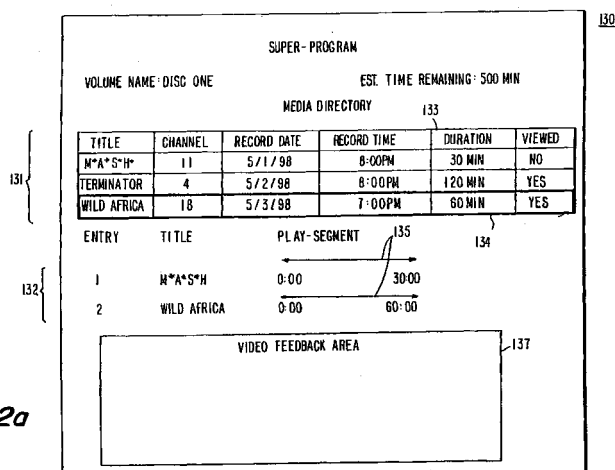 130
SUPER-PROGRAM
VOLUME NAME: DISC ONE EST. TIME REMAINING: 500 MIN
MEDIA DIRECTORY 133
131
TITLE CHANNEL RECORD DATE RECORD TIME DURATION VIEWED
M*A*S*H* 11 5/1/98 8:00PM 30 MIN NO
TERMINATOR 4 5/2/98 8:00PM 120 MIN YES
WILD AFRICA 18 5/3/98 7:00PM 60 MIN YES
134
ENTRY TITLE PLAY-SEGMENT 135
132
1 M*A*S*H 0:00 30:00
2 WILD AFRICA 0:00 60:00
VIDEO FEEDBACK AREA 137
2a